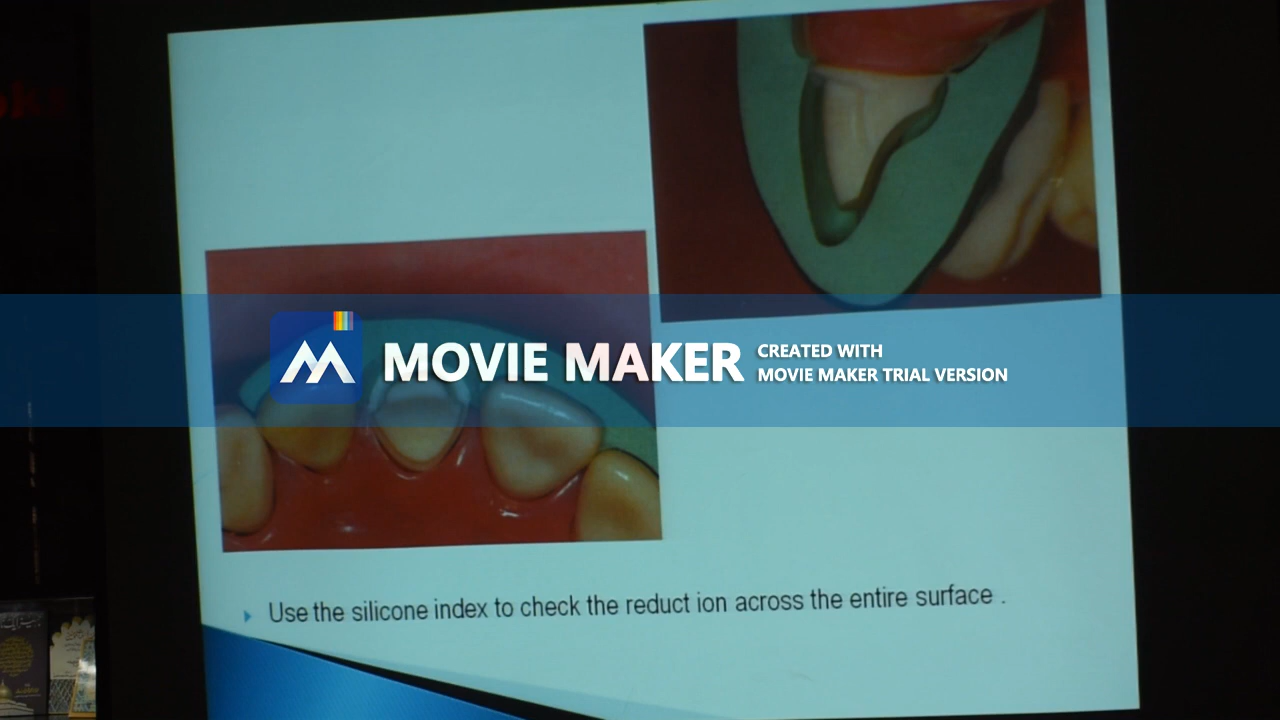 MOVIE MAKER
CREATED WITH
MOVIE MAKER TRIAL VERSION
Use the silicone index to check the reduct ion across the entire surface .